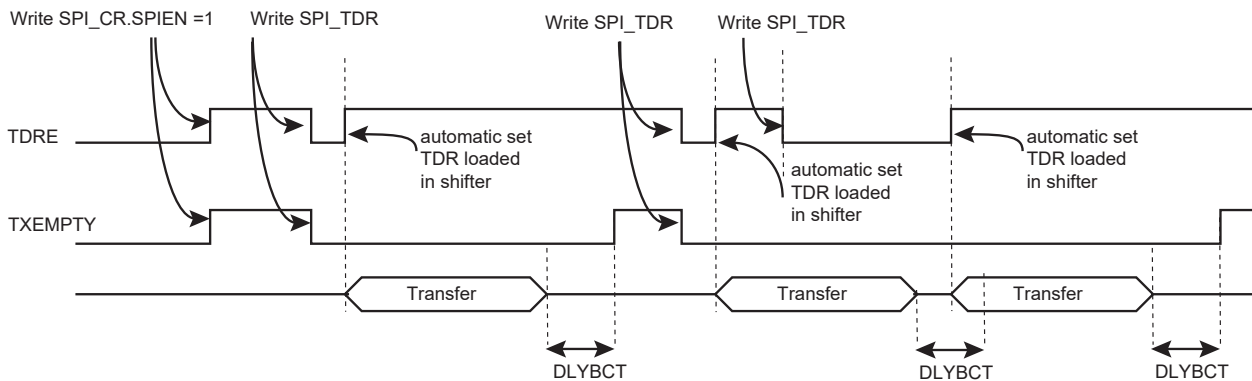 Write SPI_CR.SPIEN =1
Write SPI_TDR
Write SPI_TDR
Write SPI_TDR
TDRE
automatic set
TDR loaded
in shifter
automatic set
TDR loaded
in shifter
automatic set
TDR loaded
in shifter
TXEMPTY
Transfer
Transfer
Transfer
DLYBCT
DLYBCT
DLYBCT